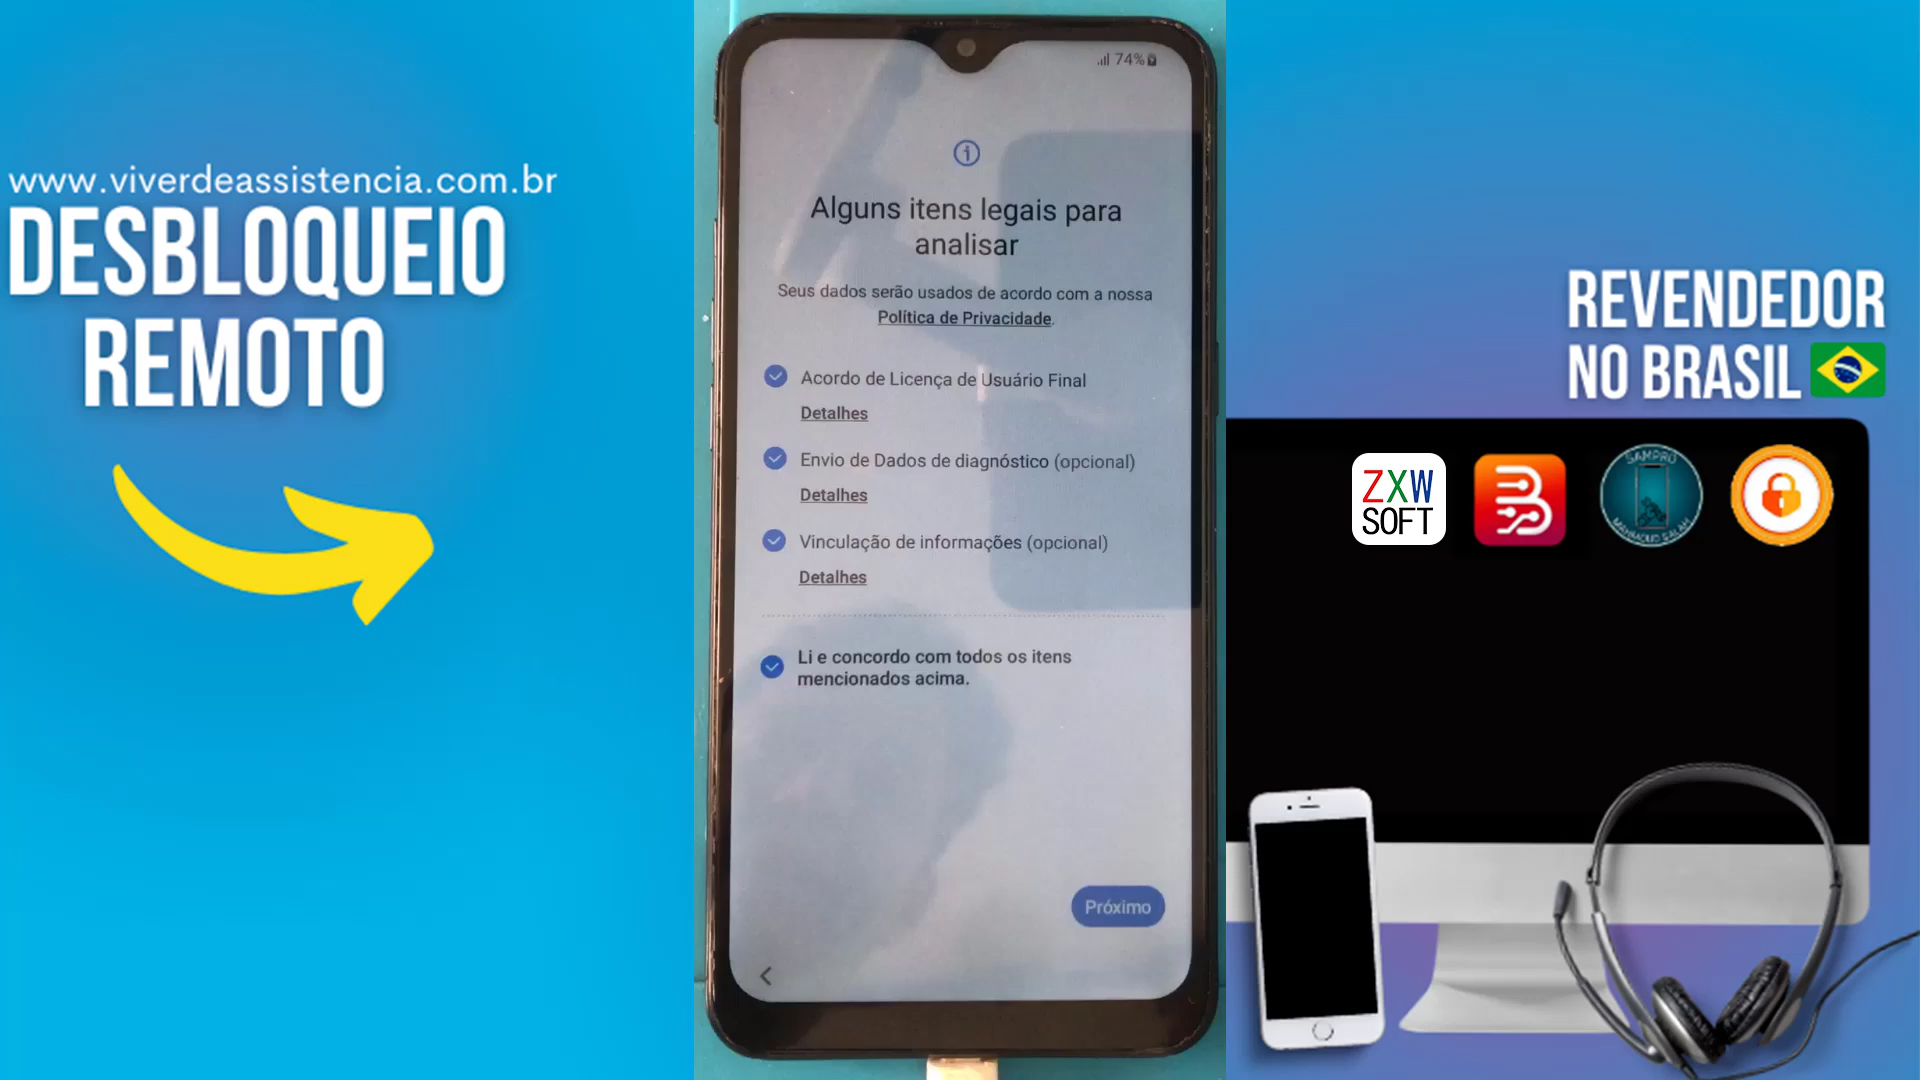 www.viverdeassistencia.com.br
DESBLOQUEIO
REMOTO
74%
Alguns itens legais para
analisar
Seus dados serão usados de acordo com a nossa
Política de Privacidade.
Acordo de Licença de Usuário Final
Detalhes
Envio de Dados de diagnóstico (opcional)
Detalhes
Vinculação de informações (opcional)
Detalhes
Li e concordo com todos os itens
mencionados acima.
Próximo
REVENDEDOR
NO BRASIL
ZXW
SOFT
SAMPRO
MAHMOUD SALAH